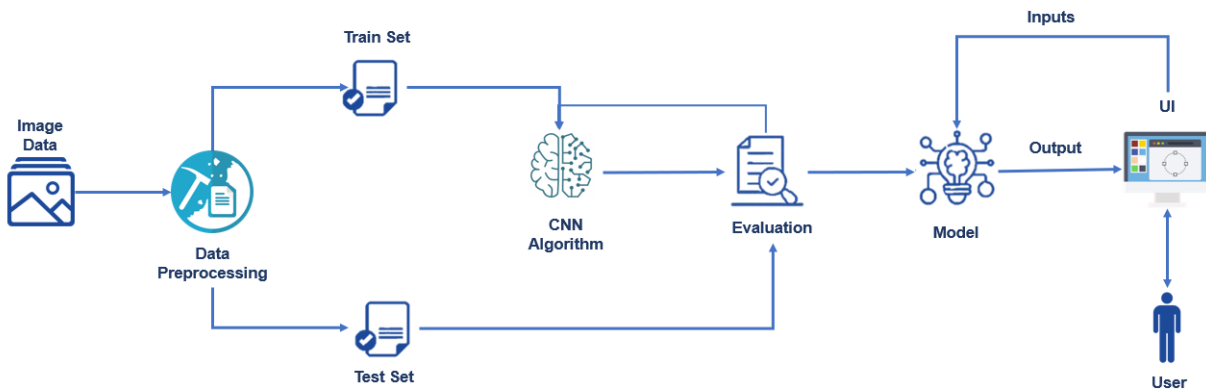 Inputs
Train Set
UI
Image
Data
Output
CNN
Algorithm
Evaluation
Model
Data
Preprocessing
Test Set
User